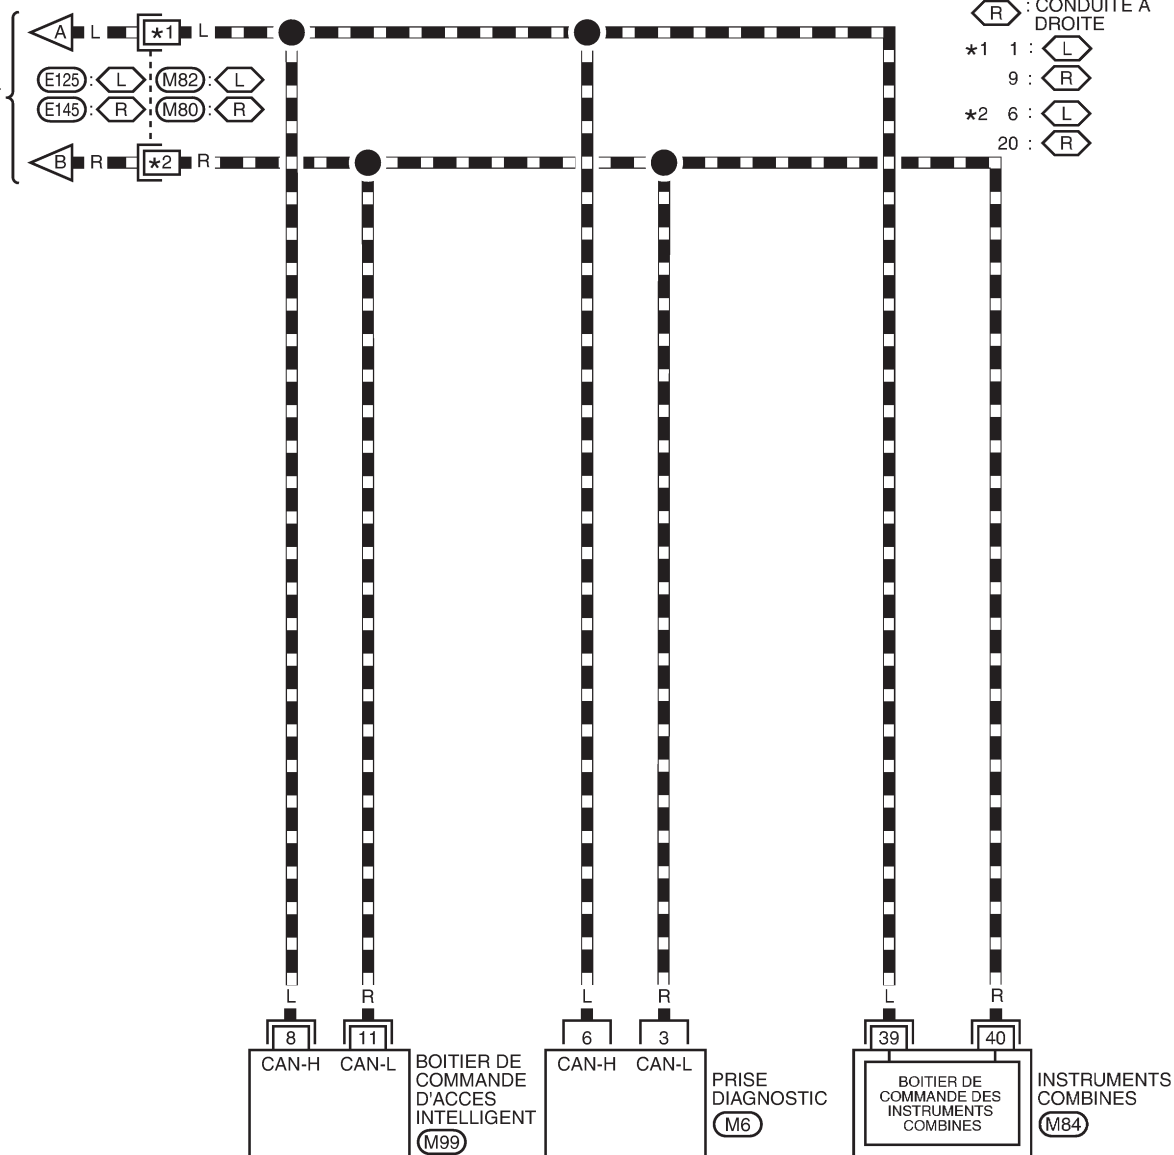 A L *1 L
E125 : L M82 : L
E145 : R M80 : R
B R *2 R
R : CONDUITE A
DROITE
*1 1 : L
9 : R
*2 6 : L
20 : R
L R L R L R
8 11 6 3 39 40
CAN-H CAN-L
BOITIER DE
COMMANDE
D'ACCES
INTELLIGENT
M99
CAN-H CAN-L
PRISE
DIAGNOSTIC
M6
BOITIER DE
COMMANDE DES
INSTRUMENTS
COMBINES
INSTRUMENTS
COMBINES
M84